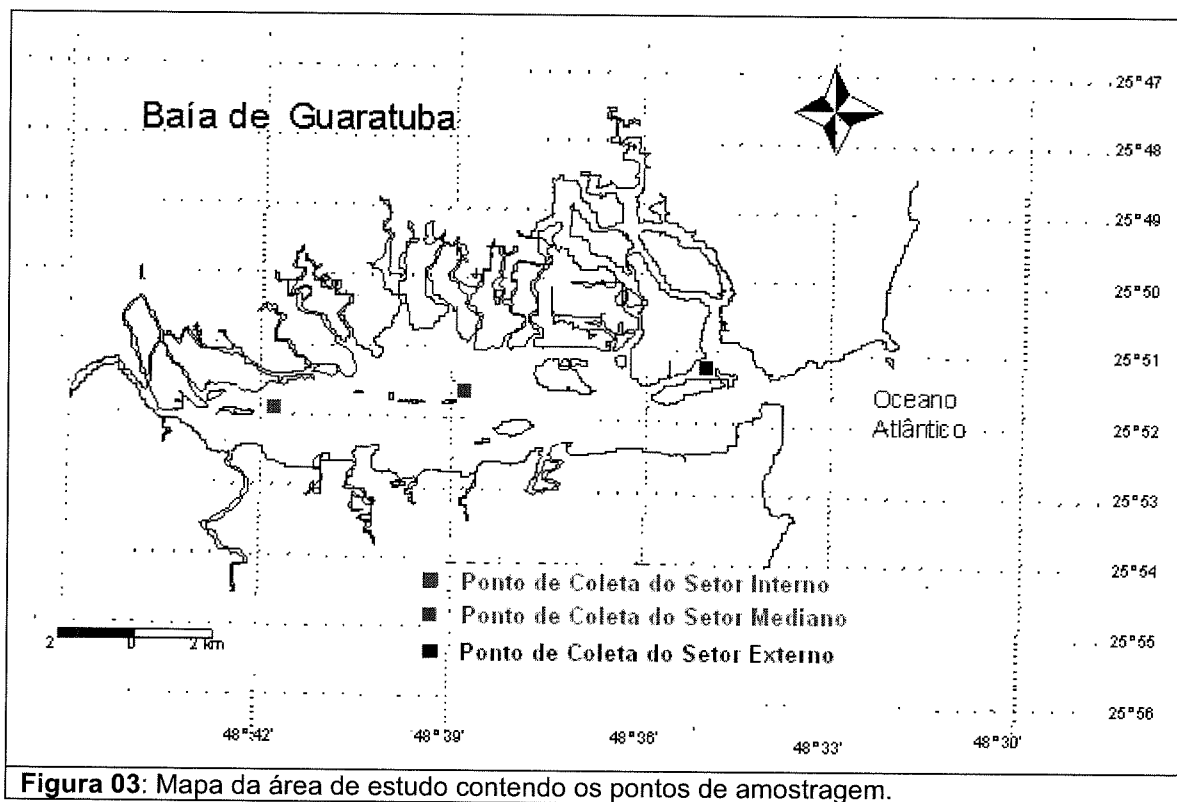 Baía de Guaratuba
25°47
25°48
25°49
25°50
25°51
Oceano
Atlântico
25°52
25°53
25°54
25°55
25°56
Ponto de Coleta do Setor Interno
Ponto de Coleta do Setor Mediano
Ponto de Coleta do Setor Externo
2 0 2 km
48°42' 48°39' 48°36' 48°33' 48°30'
Figura 03: Mapa da área de estudo contendo os pontos de amostragem.